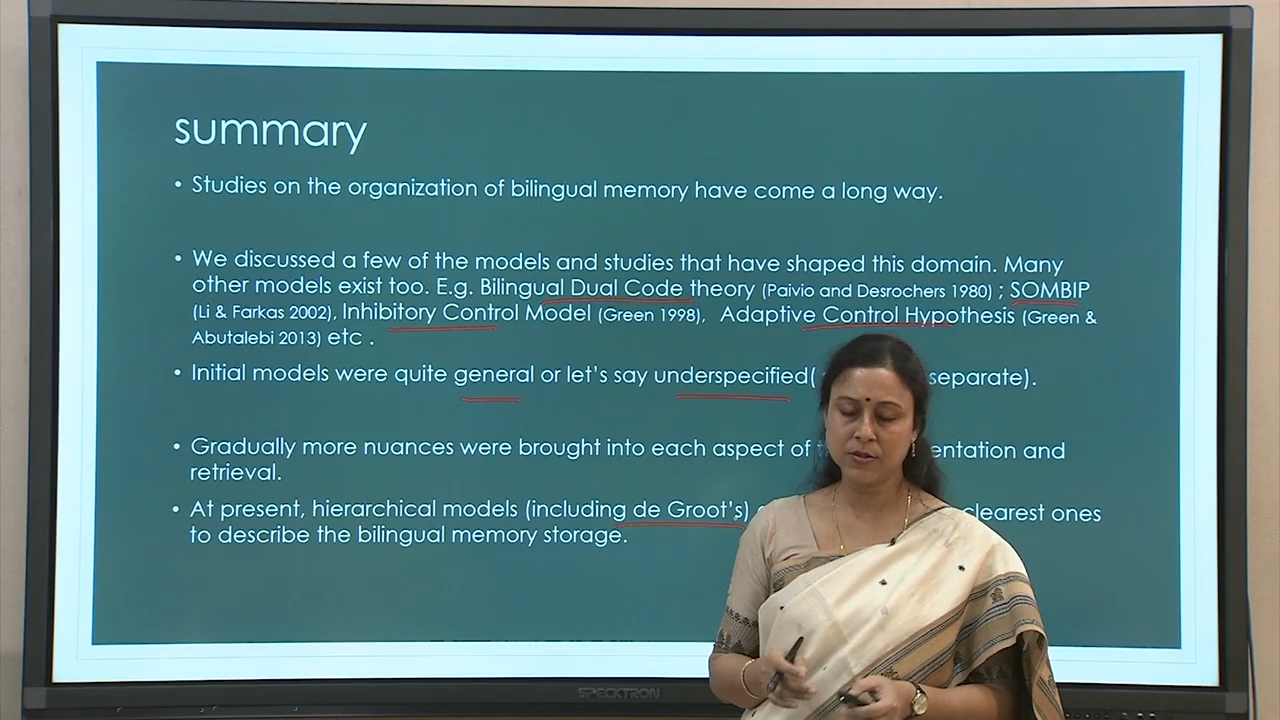 summary
• Studies on the organization of bilingual memory have come a long way.
• We discussed a few of the models and studies that have shaped this domain. Many
other models exist too. E.g. Bilingual Dual Code theory (Paivio and Desrochers 1980) ; SOMBIP
(Li & Farkas 2002), Inhibitory Control Model (Green 1998), Adaptive Control Hypothesis (Green &
Abutalebi 2013) etc .
• Initial models were quite general or let's say underspecified( separate).
• Gradually more nuances were brought into each aspect of entation and
retrieval.
• At present, hierarchical models (including de Groot's) clearest ones
to describe the bilingual memory storage.
SPECKTRON